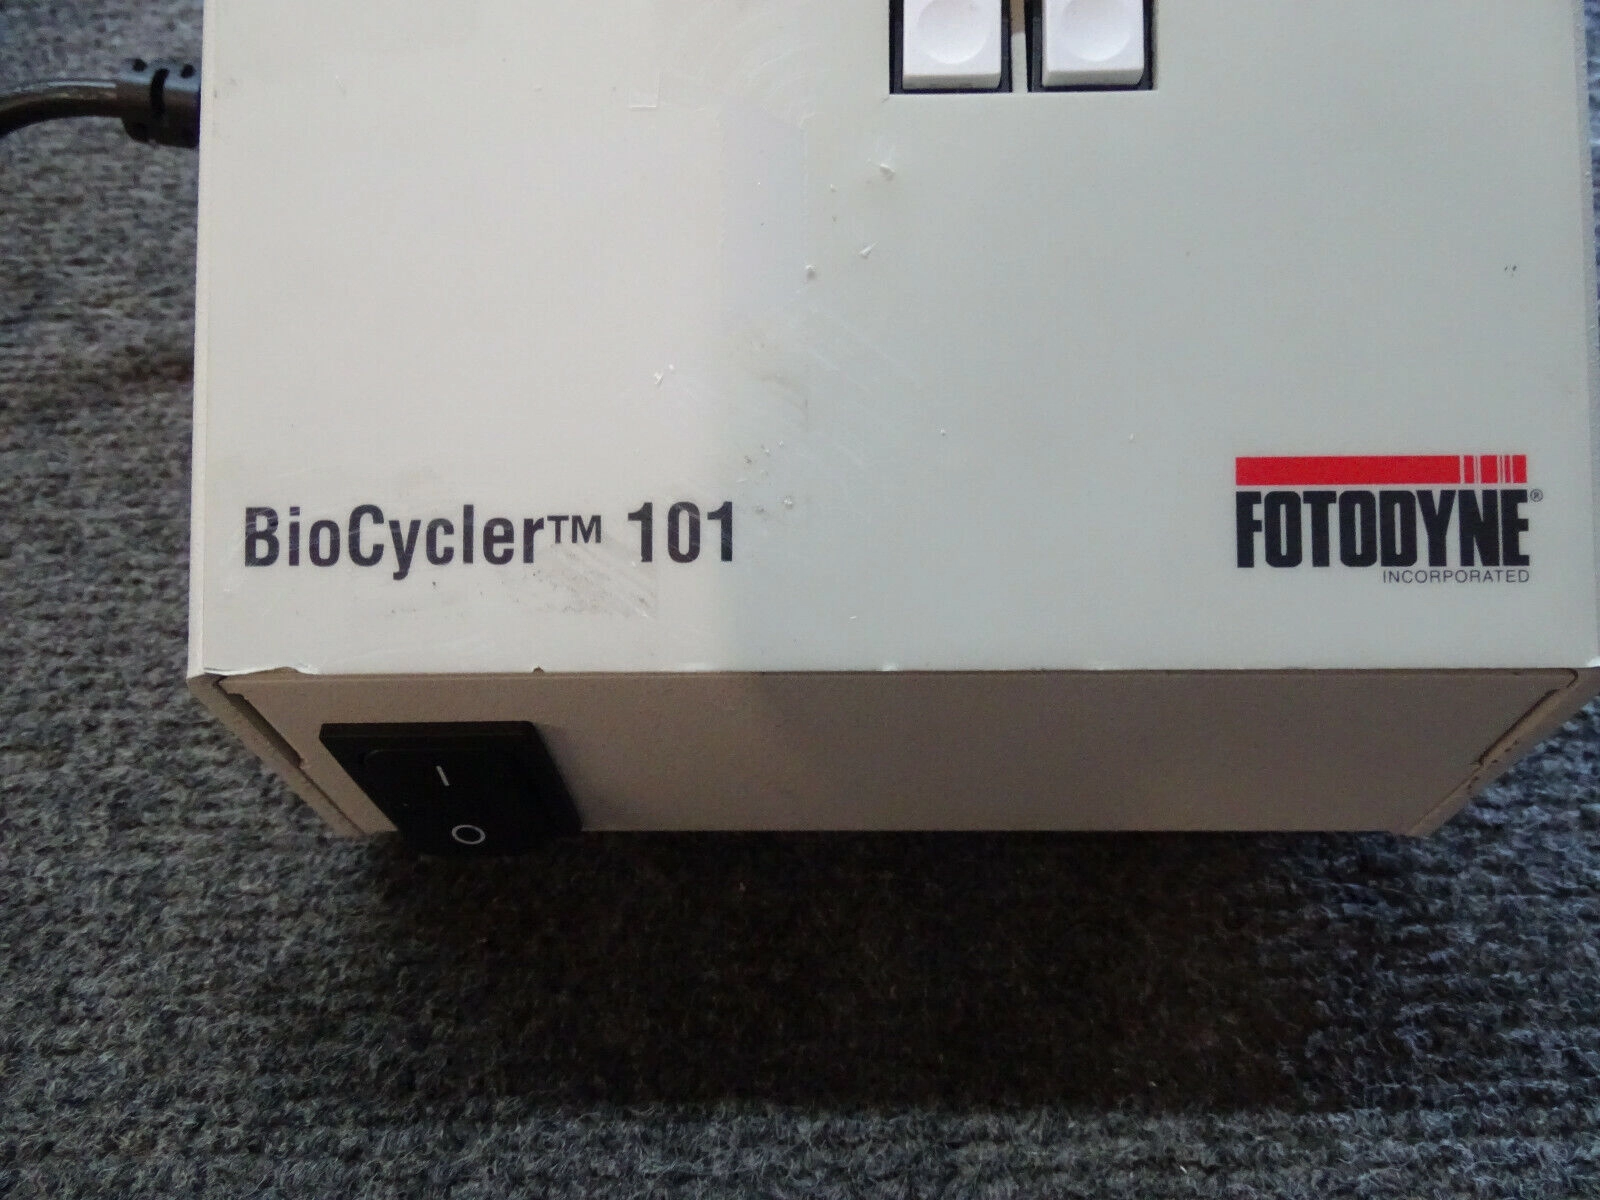 BioCycler™ 101
FOTODYNE®
INCORPORATED